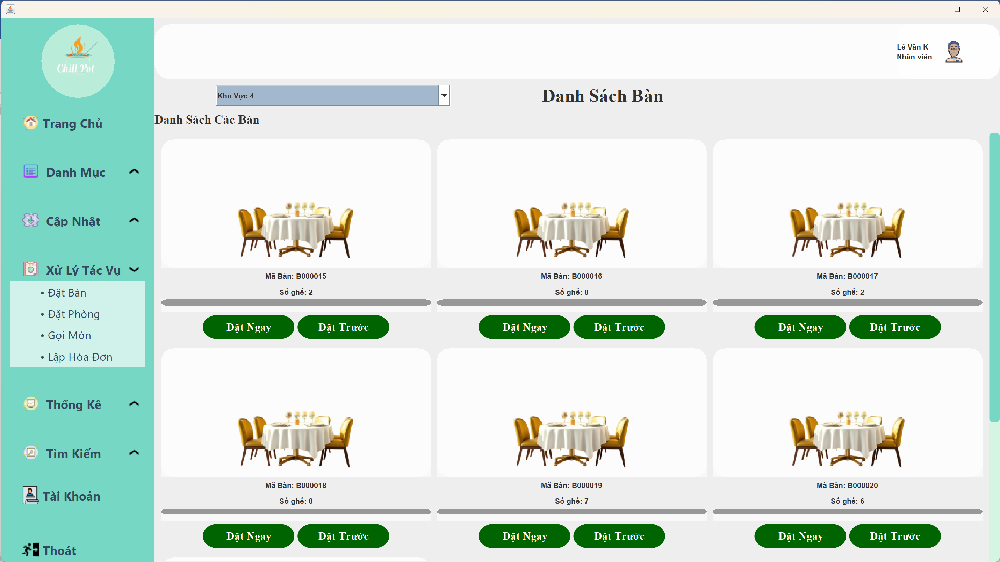 Chill Pot
Lê Văn K
Nhân viên
Khu Vực 4
Danh Sách Bàn
Danh Sách Các Bàn
Trang Chủ
Danh Mục
Cập Nhật
Xử Lý Tác Vụ
• Đặt Bàn
• Đặt Phòng
• Gọi Món
• Lập Hóa Đơn
Thống Kê
Tìm Kiếm
Tài Khoản
Thoát
Mã Bàn: B000015
Số ghế: 2
Đặt Ngay
Đặt Trước
Mã Bàn: B000016
Số ghế: 8
Đặt Ngay
Đặt Trước
Mã Bàn: B000017
Số ghế: 2
Đặt Ngay
Đặt Trước
Mã Bàn: B000018
Số ghế: 8
Đặt Ngay
Đặt Trước
Mã Bàn: B000019
Số ghế: 7
Đặt Ngay
Đặt Trước
Mã Bàn: B000020
Số ghế: 6
Đặt Ngay
Đặt Trước